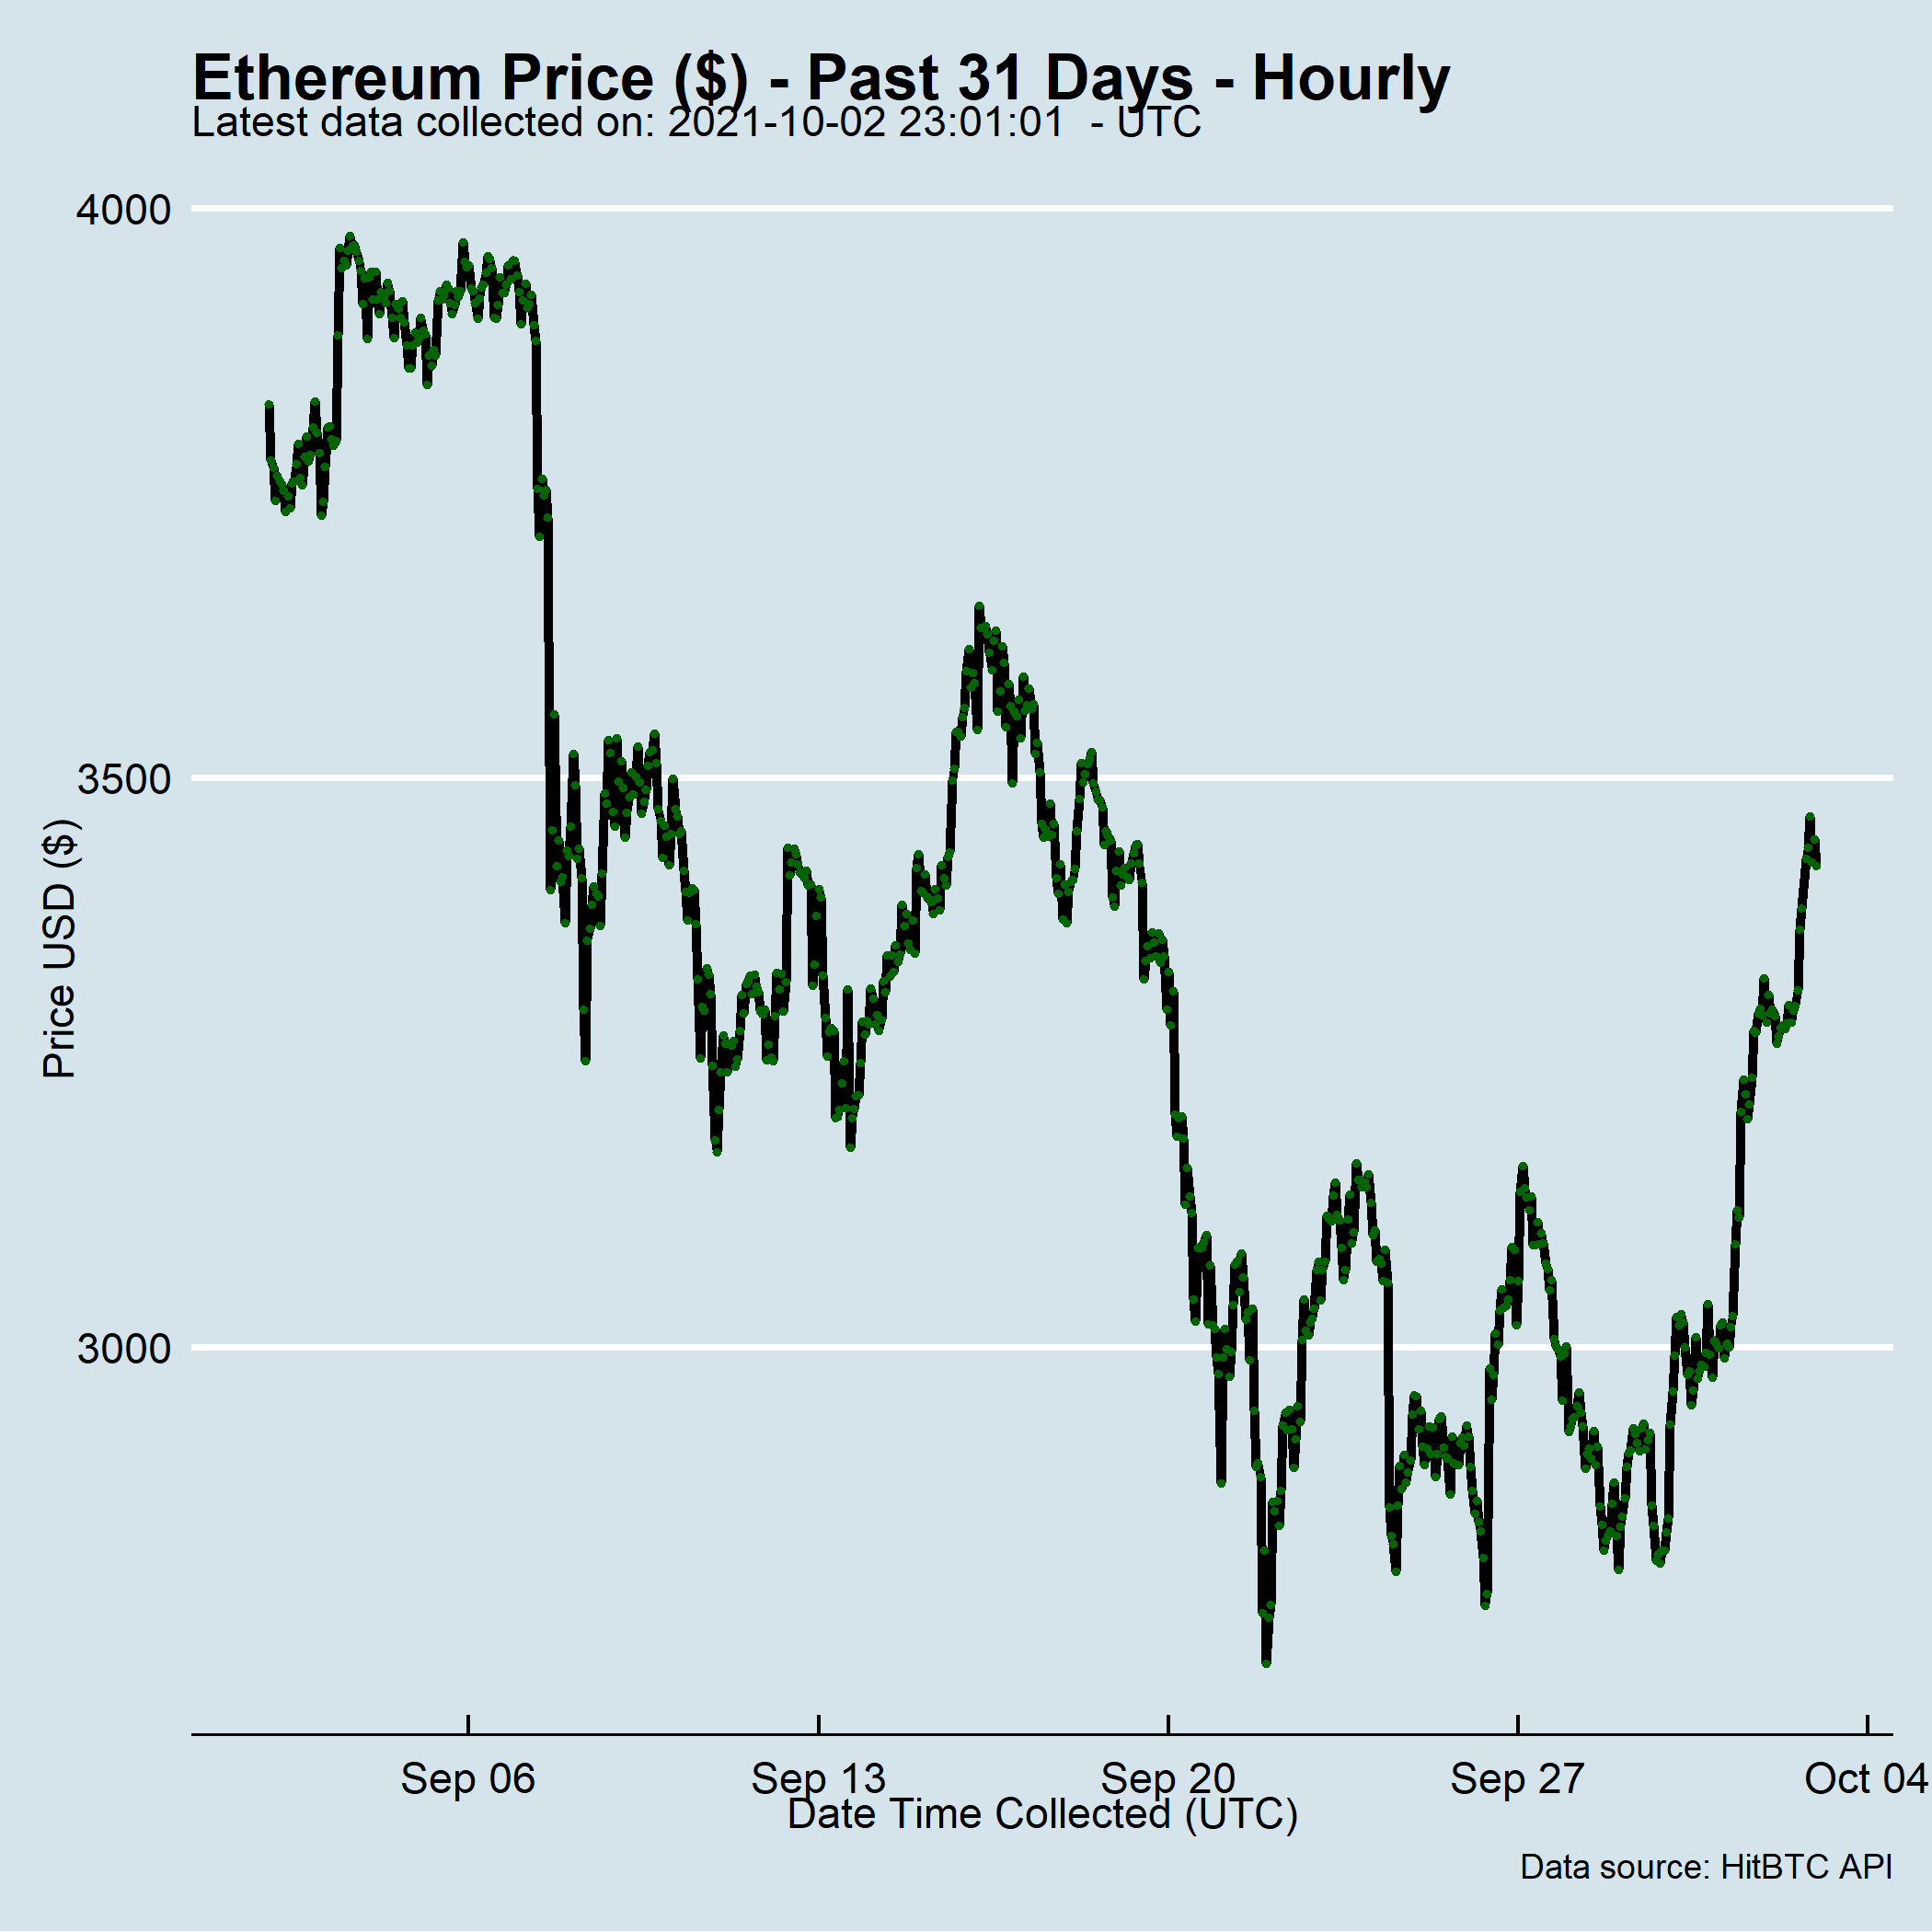 Ethereum Price ($) - Past 31 Days - Hourly
Latest data collected on: 2021-10-02 23:01:01  - UTC
4000
3500
3000
Price USD ($)
Sep 06
Sep 13
Sep 20
Sep 27
Oct 04
Date Time Collected (UTC)
Data source: HitBTC API